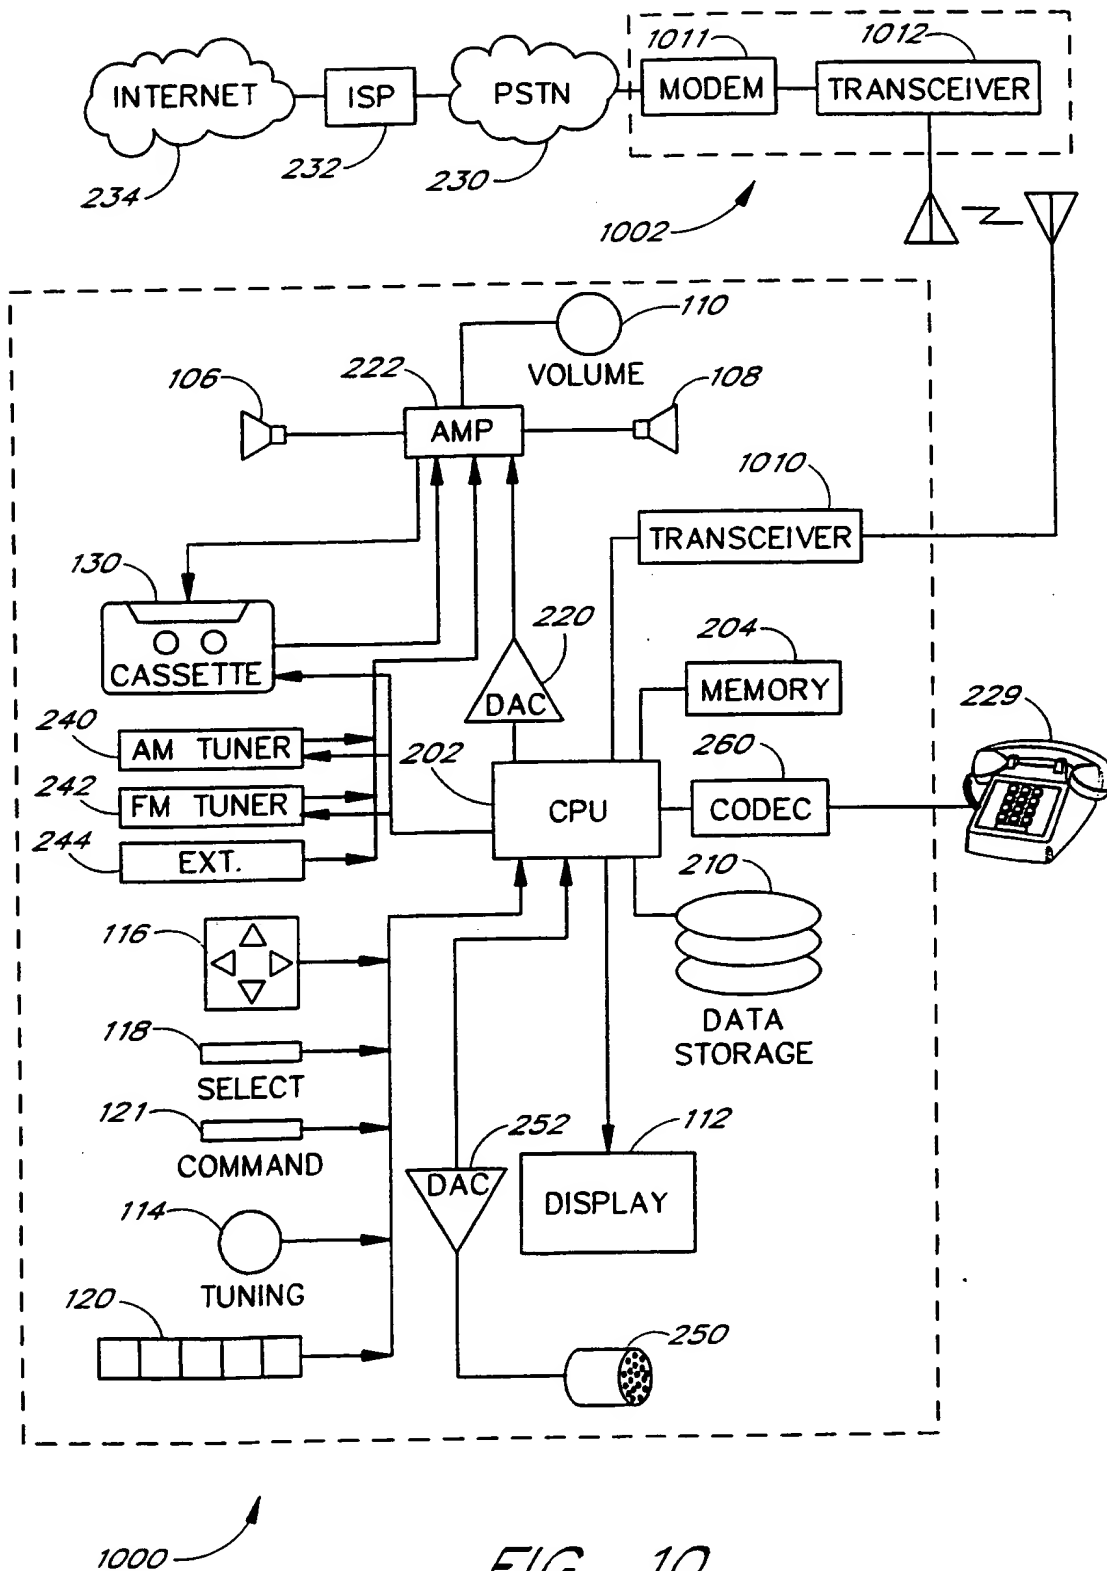 1011
1012
INTERNET
ISP
PSTN
MODEM
TRANSCEIVER
234
232
230
1002
110
VOLUME
222
106
108
AMP
1010
TRANSCEIVER
130
CASSETTE
220
DAC
204
MEMORY
229
240
AM TUNER
202
260
242
FM TUNER
CPU
CODEC
244
EXT.
210
116
DATA
STORAGE
118
SELECT
121
COMMAND
252
DAC
112
DISPLAY
114
TUNING
120
250
1000
FIG. 10